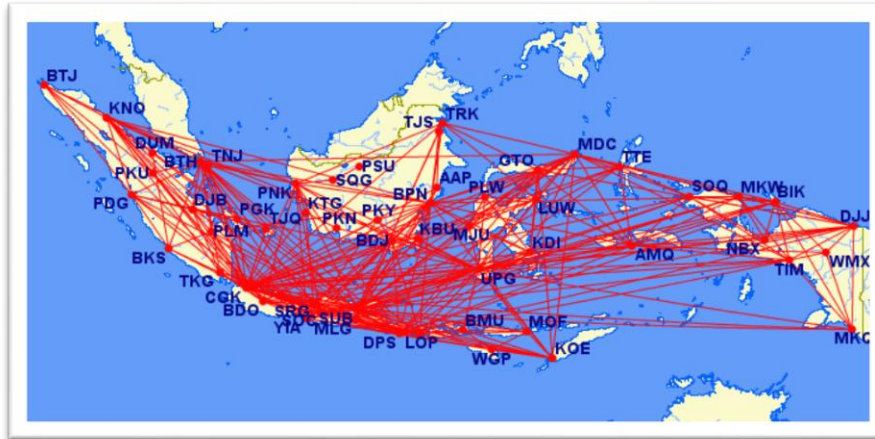 BTJ
KNO
DUM
BTH
TNJ
PKU
PDG
DJB
PGK
TJQ
PLM
BKS
TKG
CGK
BDO
SRG
SOC
YIA
SUB
MLG
DPS
LOP
PNK
SQG
PSU
KTG
PKN
PKY
BDJ
BPN
AAP
KBU
TJS
TRK
GTO
MDC
TTE
PLW
LUW
MJU
KDI
UPG
AMQ
BMU
MOF
WGP
KOE
SOQ
MKW
BIK
DJJ
NBX
TIM
WMX